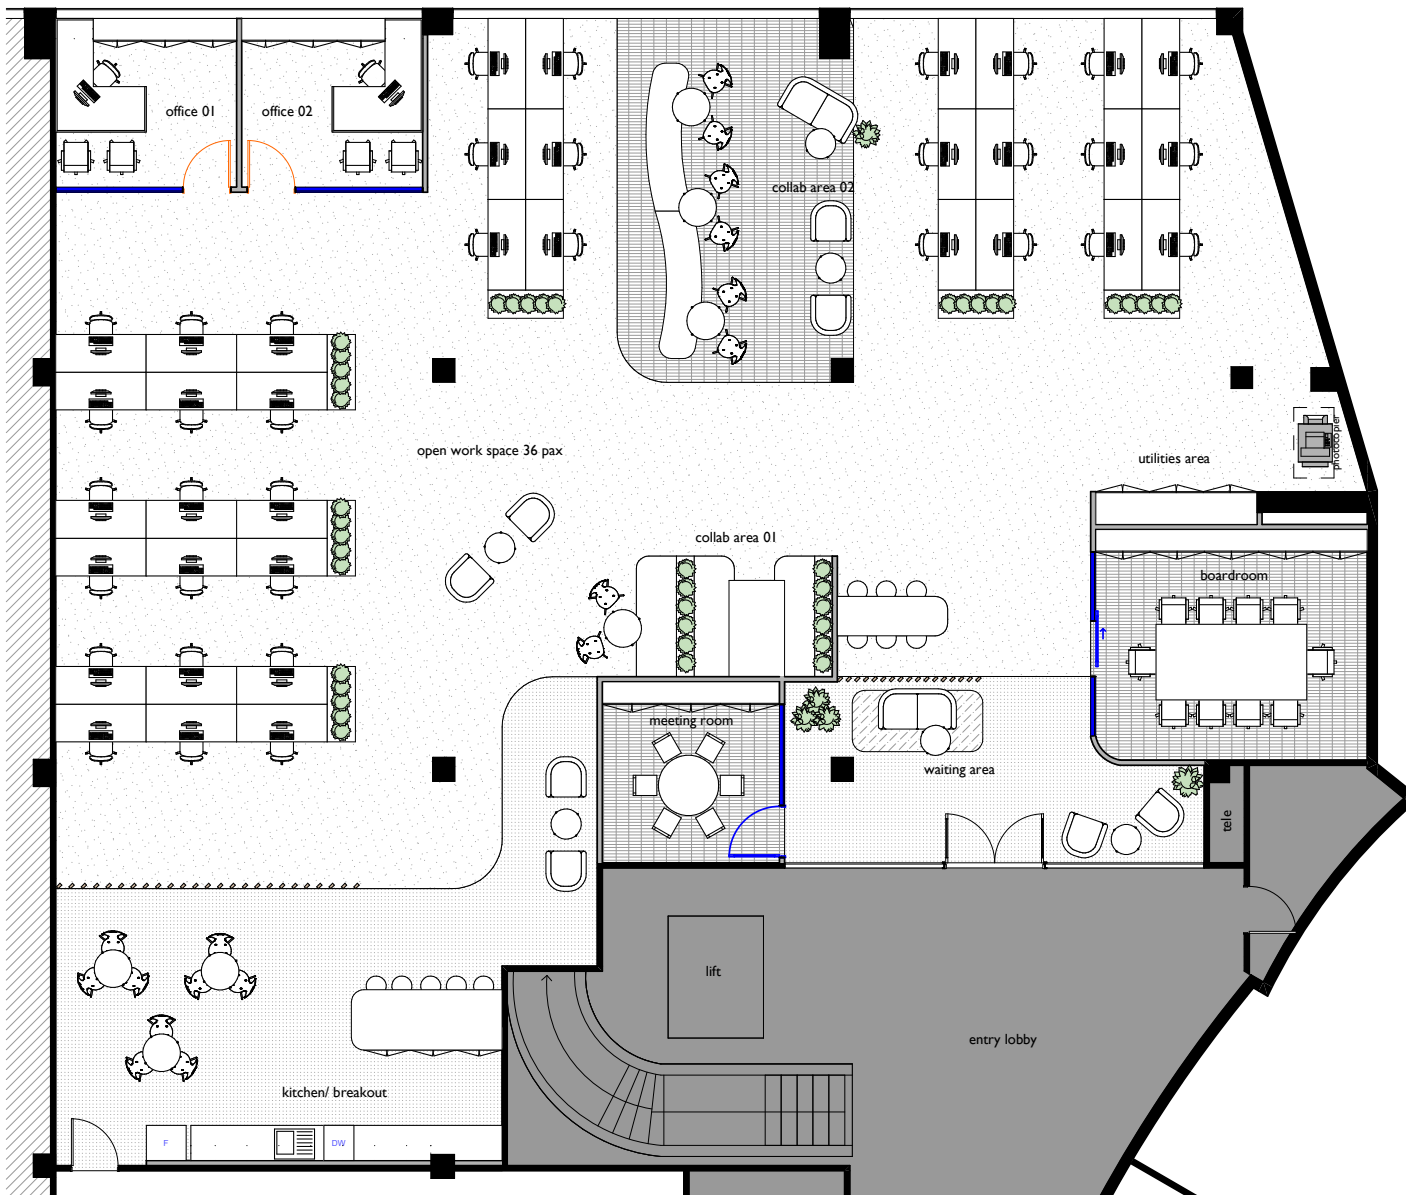 office 01
office 02
collab area 02
open work space 36 pax
utilities area
photocopier
collab area 01
boardroom
meeting room
waiting area
tele
lift
entry lobby
kitchen/ breakout
F
DW